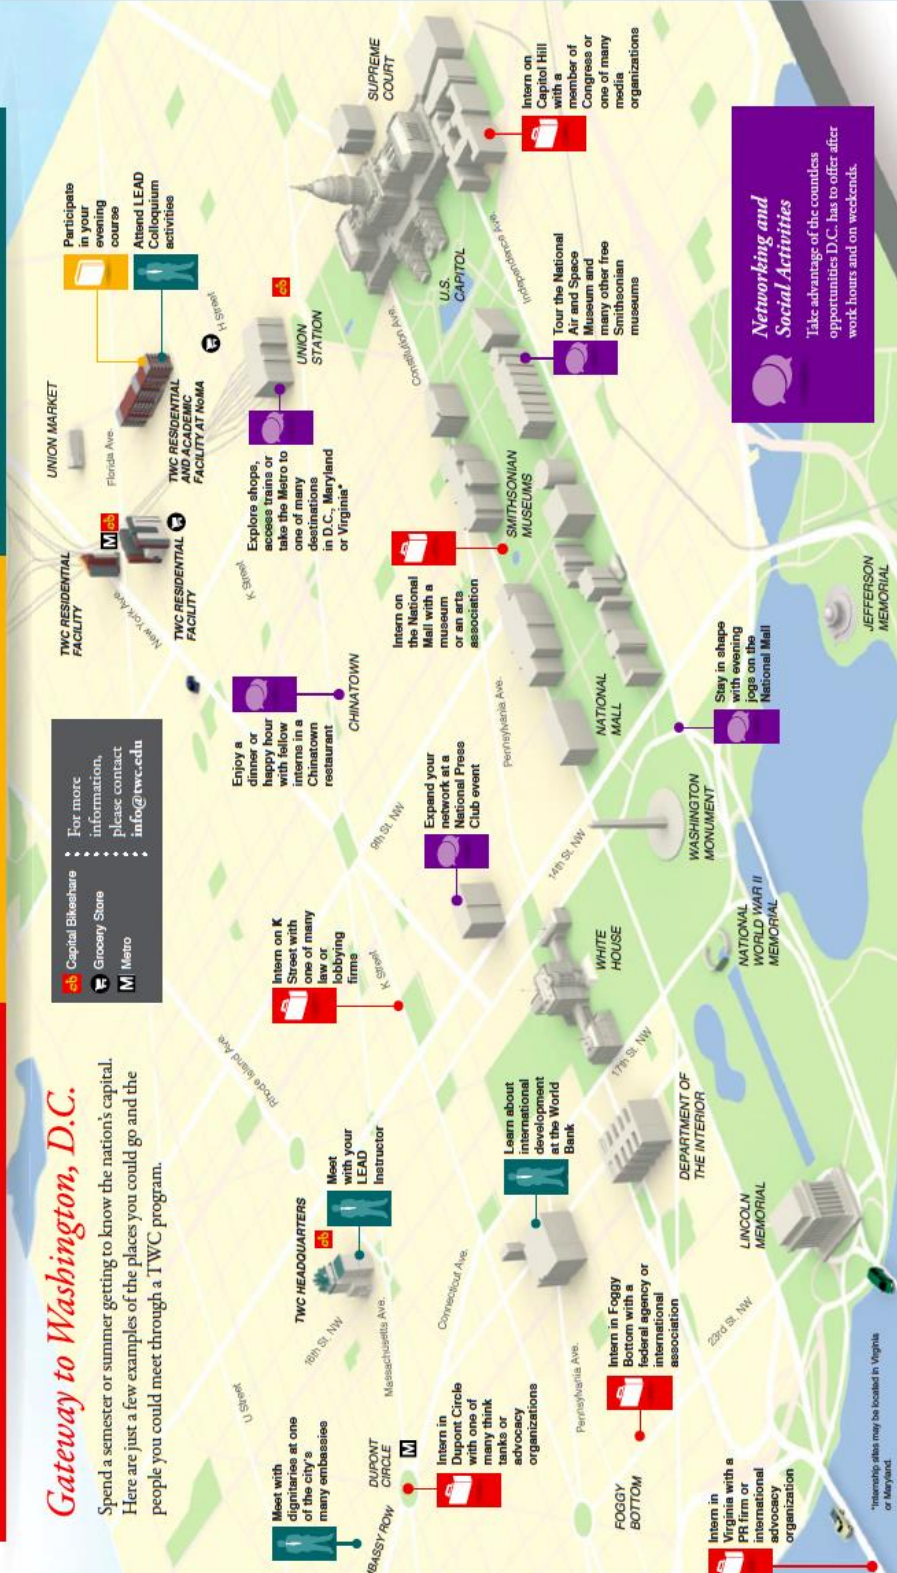 Gateway to Washington, D.C.
Spend a semester or summer getting to know the nation's capital.
Here are just a few examples of the places you could go and the
people you could meet through a TWC program.
Capital Bikeshare
Grocery Store
M Metro
For more
information,
please contact
info@twc.edu
TWC RESIDENTIAL
FACILITY
M
New York Ave.
TWC RESIDENTIAL
FACILITY
UNION MARKET
Florida Ave.
TWC RESIDENTIAL
AND ACADEMIC
FACILITY AT NoMA
Participate
in your
evening
course
Attend LEAD
Colloquium
activities
H Street
UNION
STATION
Explore shops,
access trains or
take the Metro to
one of many
destinations
in D.C., Maryland
or Virginia*
K Street
SUPREME
COURT
U.S.
CAPITOL
Constitution Ave.
Independence Ave.
Intern on
Capitol Hill
with a
member of
Congress or
one of many
media
organizations
Enjoy a
dinner or
happy hour
with fellow
interns in a
Chinatown
restaurant
CHINATOWN
Intern on
the National
Mall with a
museum
or an arts
association
SMITHSONIAN
MUSEUMS
Tour the National
Air and Space
Museum and
many other free
Smithsonian
museums
Intern on K
Street with
one of many
law or
lobbying
firms
K Street
9th St. NW
Expand your
network at a
National Press
Club event
Pennsylvania Ave.
14th St. NW
NATIONAL
MALL
Rhode Island Ave.
TWC HEADQUARTERS
Meet
with your
LEAD
Instructor
16th St. NW
Massachusetts Ave.
U Street
Connecticut Ave.
Learn about
international
development
at the World
Bank
WHITE
HOUSE
17th St. NW
DEPARTMENT OF
THE INTERIOR
WASHINGTON
MONUMENT
Stay in shape
with evening
jogs on the
National Mall
NATIONAL
WORLD WAR II
MEMORIAL
JEFFERSON
MEMORIAL
LINCOLN
MEMORIAL
Meet with
dignitaries at one
of the city's
many embassies
DUPONT
CIRCLE
M
Intern in
Dupont Circle
with one of
many think
tanks or
advocacy
organizations
Pennsylvania Ave.
Intern in Foggy
Bottom with a
federal agency or
international
association
FOGGY
BOTTOM
23rd St. NW
Intern in
Virginia with a
PR firm or
international
advocacy
organization
*Internship sites may be located in Virginia
or Maryland.
Networking and
Social Activities
Take advantage of the countless
opportunities D.C. has to offer after
work hours and on weekends.